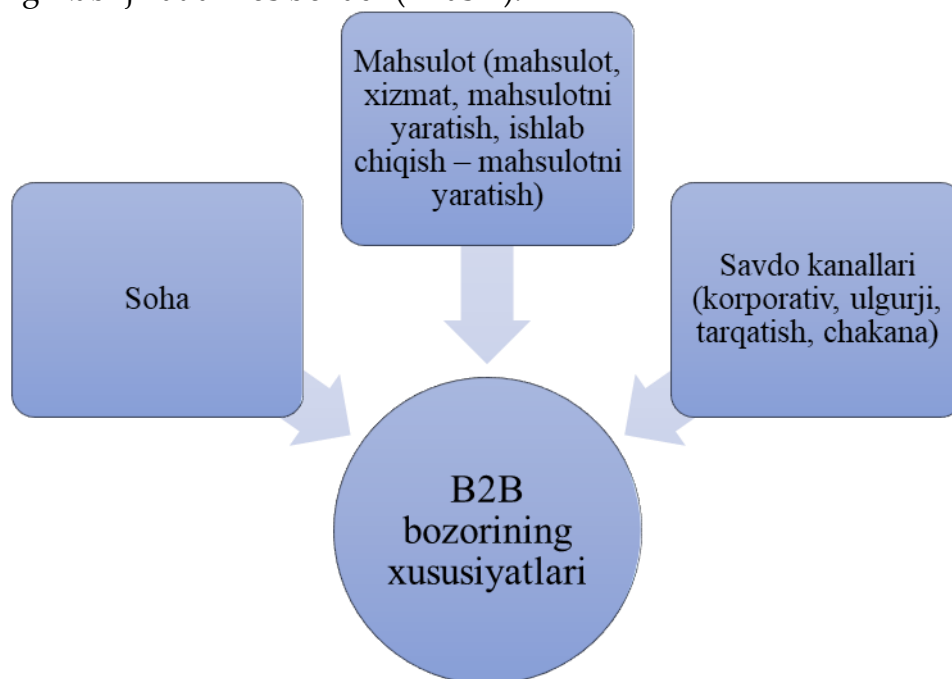 Mahsulot (mahsulot,
xizmat, mahsulotni
yaratish, ishlab
chiqish – mahsulotni
yaratish)
Soha
Savdo kanallari
(korporativ, ulgurji,
tarqatish, chakana)
B2B
bozorining
xususiyatlari